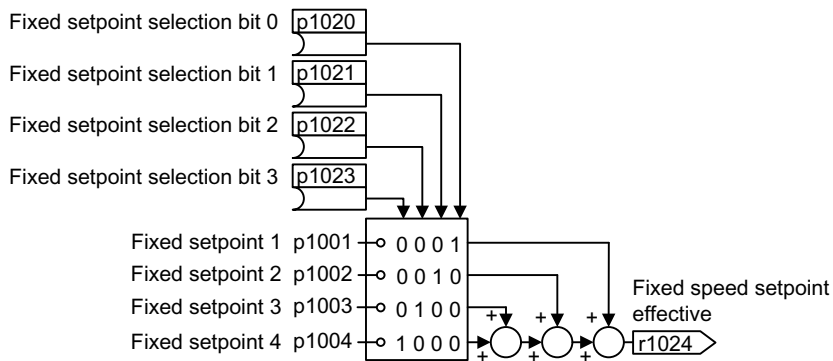 Fixed setpoint selection bit 0 p1020
Fixed setpoint selection bit 1 p1021
Fixed setpoint selection bit 2 p1022
Fixed setpoint selection bit 3 p1023
Fixed setpoint 1 p1001 0 0 0 1
Fixed setpoint 2 p1002 0 0 1 0
Fixed setpoint 3 p1003 0 1 0 0
Fixed setpoint 4 p1004 1 0 0 0
+ + +
+ + +
Fixed speed setpoint
effective
r1024